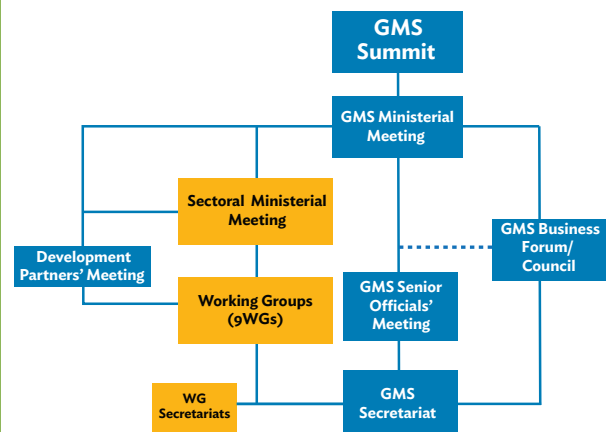 GMS
Summit
GMS Ministerial
Meeting
Sectoral Ministerial
Meeting
GMS Business
Forum/
Council
Development
Partners' Meeting
Working Groups
(9WGs)
GMS Senior
Officials'
Meeting
WG
Secretariats
GMS
Secretariat